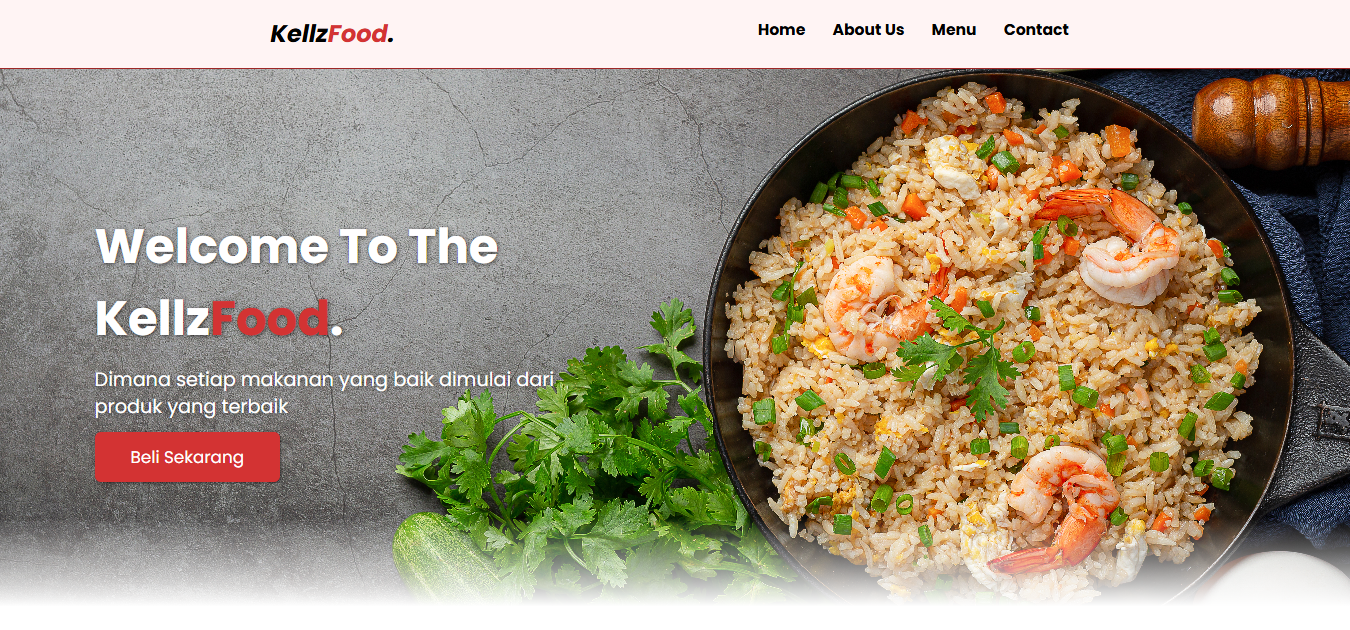 KellzFood.
Home About Us Menu Contact
Welcome To The
KellzFood.
Dimana setiap makanan yang baik dimulai dari
produk yang terbaik
Beli Sekarang